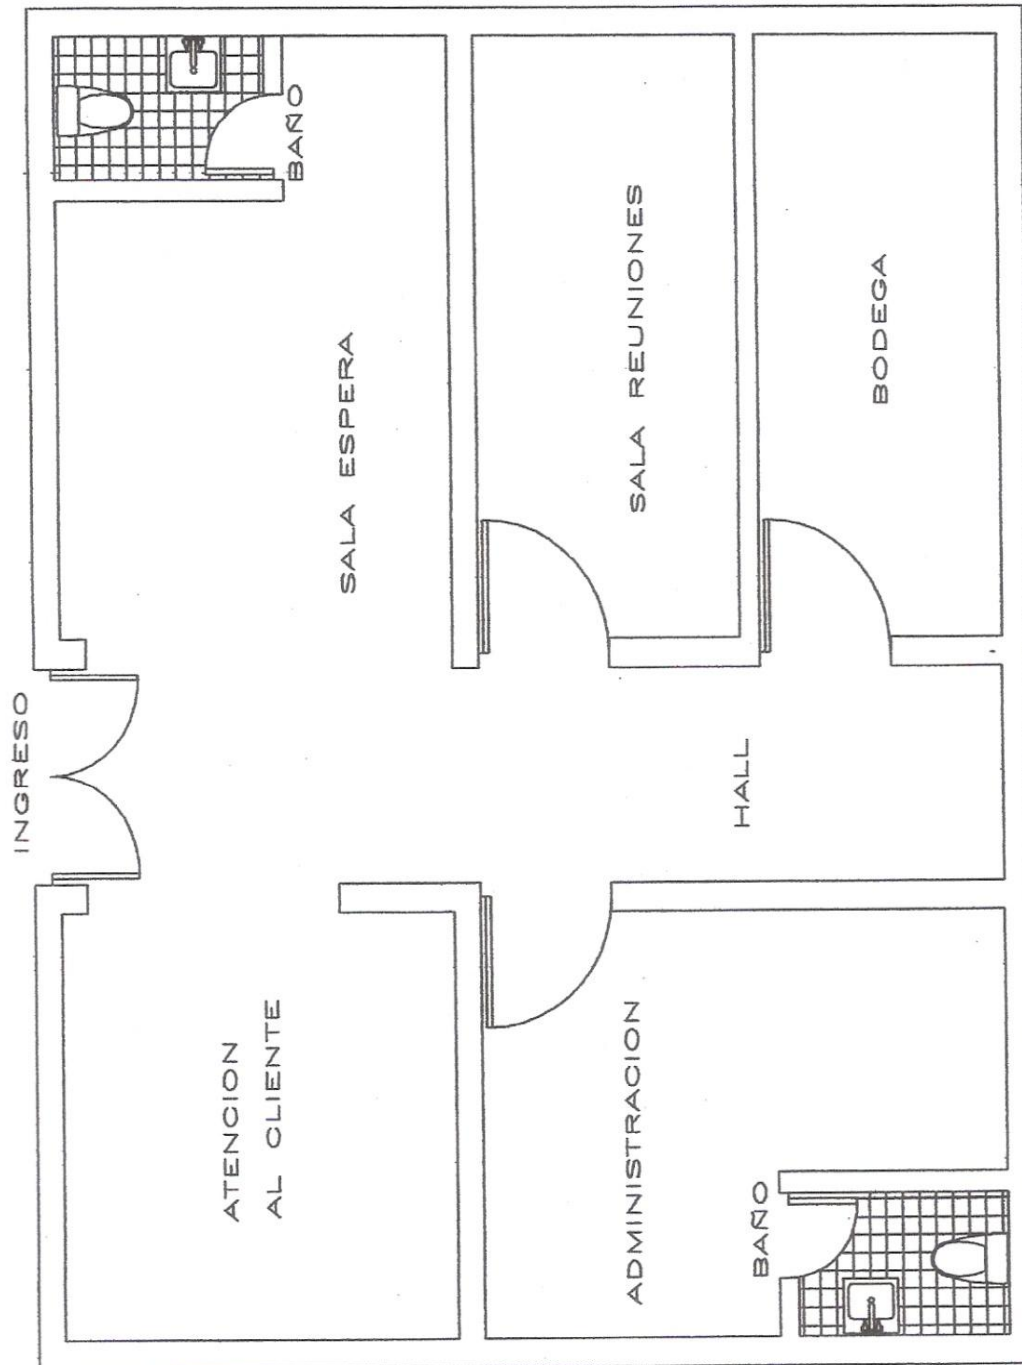 INGRESO
BAÑO
SALA ESPERA
ATENCION
AL CLIENTE
SALA REUNIONES
BODEGA
HALL
ADMINISTRACION
BAÑO